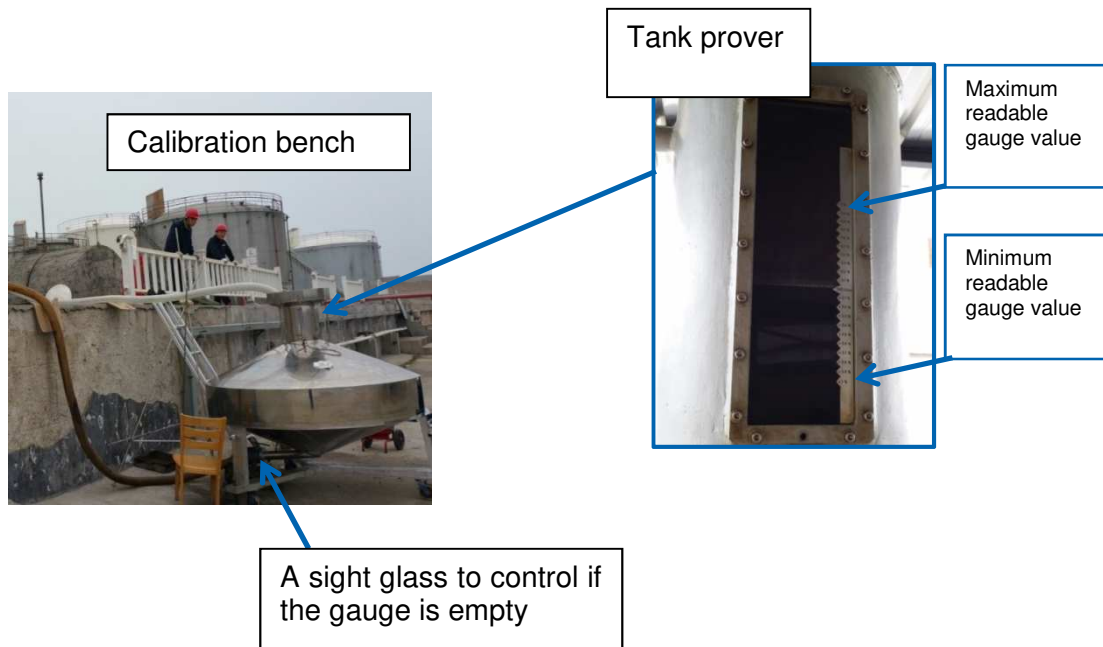 Tank prover
Maximum
readable
gauge value
Calibration bench
Minimum
readable
gauge value
A sight glass to control if
the gauge is empty